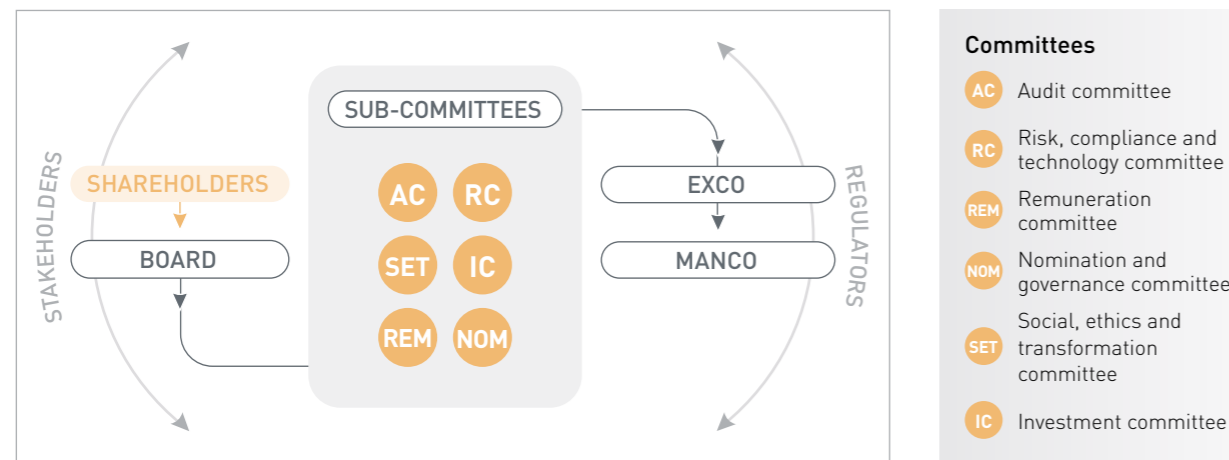 STAKEHOLDERS
SHAREHOLDERS
BOARD
SUB-COMMITTEES
AC RC
SET IC
REM NOM
EXCO
MANCO
REGULATORS
Committees
AC Audit committee
RC Risk, compliance and
technology committee
REM Remuneration
committee
NOM Nomination and
governance committee
Social, ethics and
SET transformation
committee
IC Investment committee